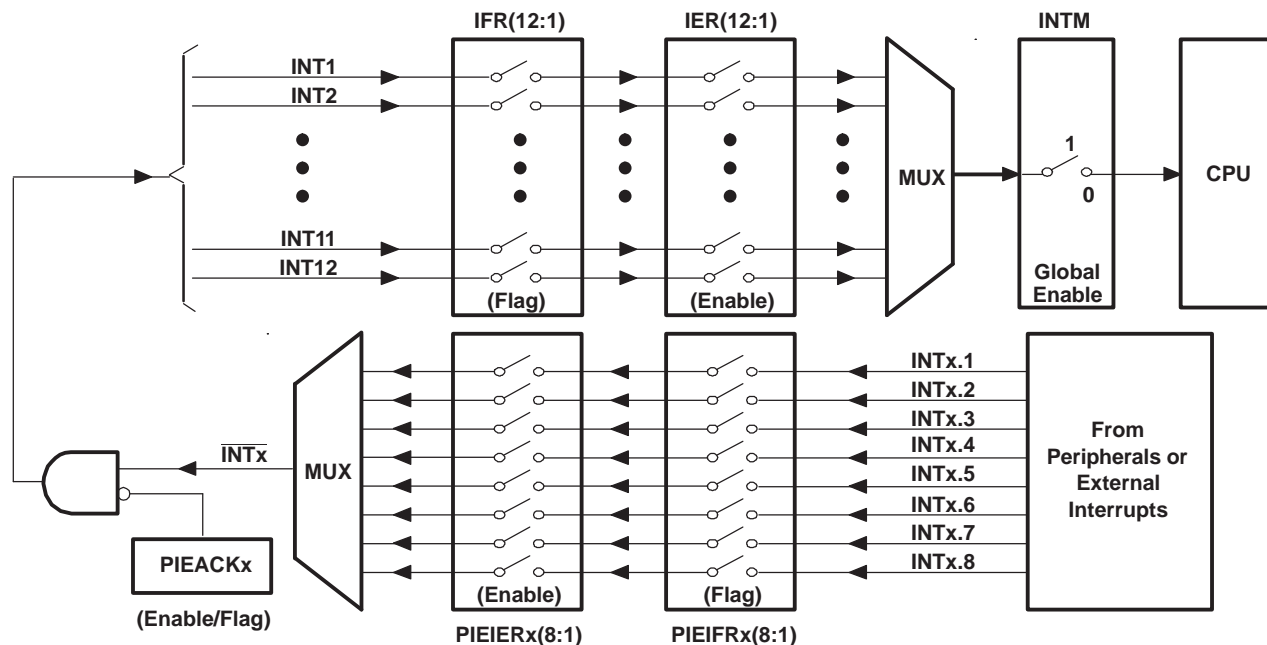 IFR(12:1) IER(12:1) INTM
INT1
INT2
INT11
INT12
(Flag)
(Enable)
MUX
1
0
Global
Enable
CPU
INTx.1
INTx.2
INTx.3
INTx.4
INTx.5
INTx.6
INTx.7
INTx.8
From
Peripherals or
External
Interrupts
INTx
MUX
PIEACKx
(Enable/Flag)
(Enable)
(Flag)
PIEIERx(8:1) PIEIFRx(8:1)